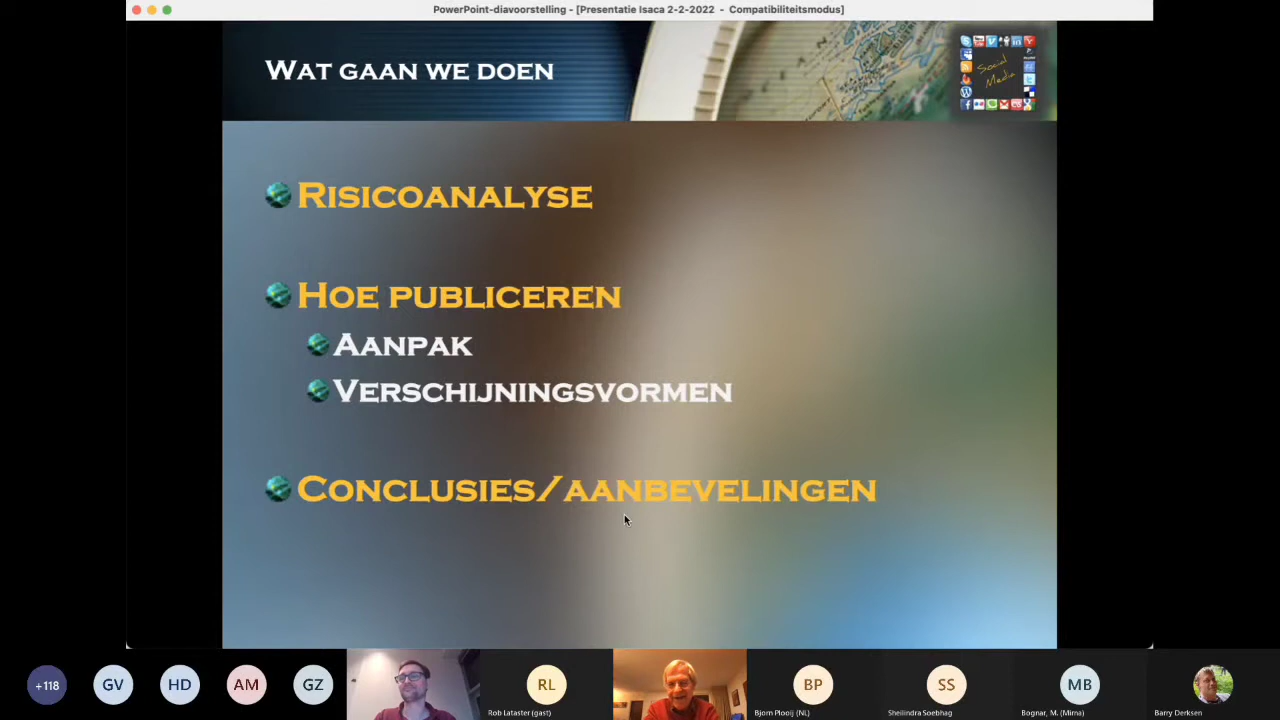 PowerPoint-diavoorstelling - [Presentatie Isaca 2-2-2022 - Compatibiliteitsmodus]
Wat gaan we doen
Social
Media
Risicoanalyse
Hoe publiceren
Aanpak
Verschijningsvormen
Conclusies/aanbevelingen
+118
GV
HD
AM
GZ
RL
BP
SS
MB
Rob Lataster (gast)
Bjorn Plooij (NL)
Sheilindra Soebhag
Bognar, M. (Mirna)
Barry Derksen